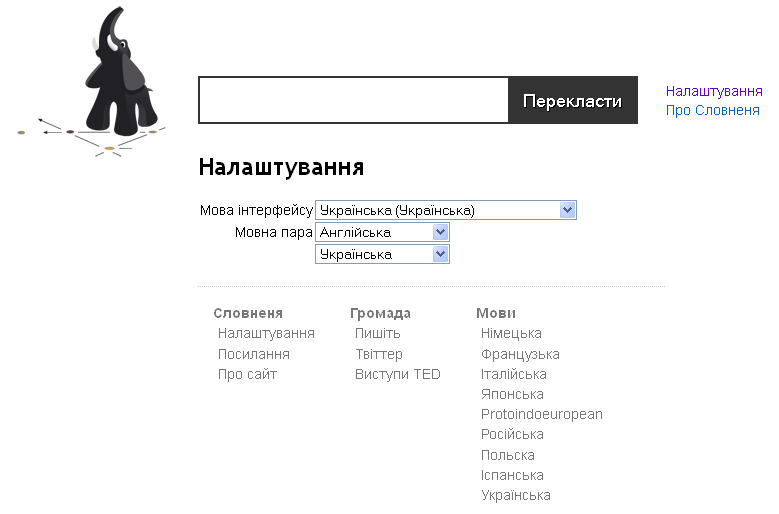 Перекласти
Налаштування
Про Словненя
Налаштування
Мова інтерфейсу Українська (Українська)
Мовна пара Англійська
Українська
Словненя Громада Мови
Налаштування Пишіть Німецька
Посилання Твіттер Французька
Про сайт Виступи TED Італійська
Японська
Protoindoeuropean
Російська
Польска
Іспанська
Українська